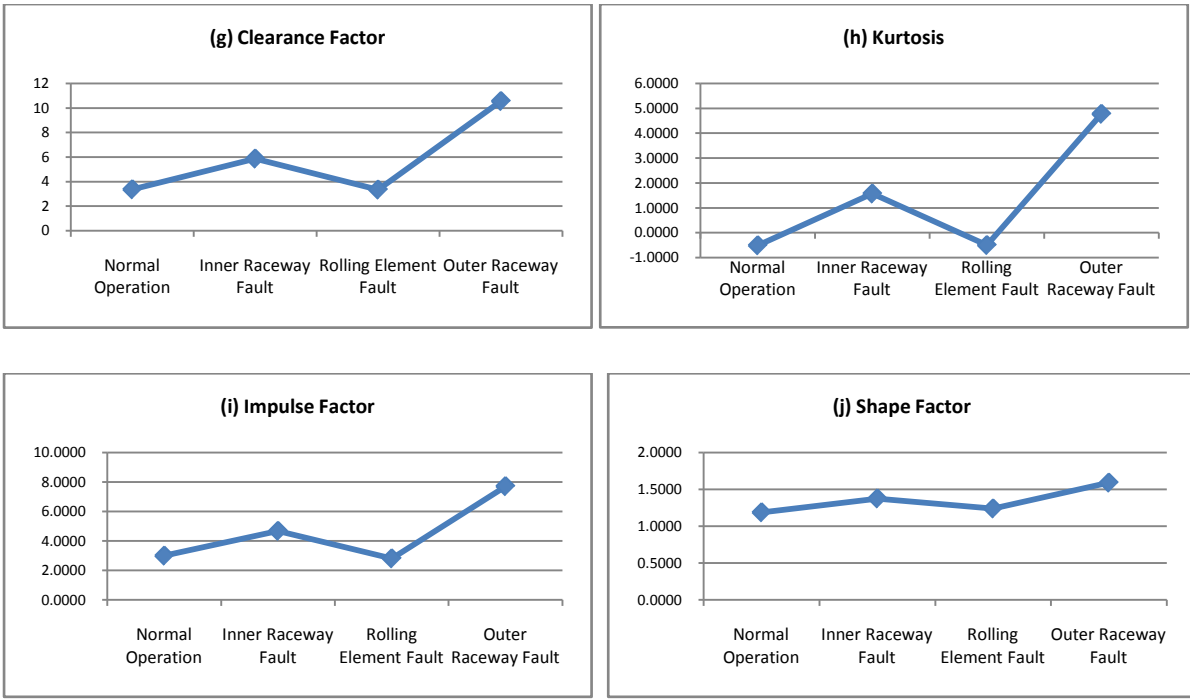 (g) Clearance Factor
12
10
8
6
4
2
0
Normal Operation
Inner Raceway Fault
Rolling Element Fault
Outer Raceway Fault
(h) Kurtosis
6.0000
5.0000
4.0000
3.0000
2.0000
1.0000
0.0000
-1.0000
Normal Operation
Inner Raceway Fault
Rolling Element Fault
Outer Raceway Fault
(i) Impulse Factor
10.0000
8.0000
6.0000
4.0000
2.0000
0.0000
Normal Operation
Inner Raceway Fault
Rolling Element Fault
Outer Raceway Fault
(j) Shape Factor
2.0000
1.5000
1.0000
0.5000
0.0000
Normal Operation
Inner Raceway Fault
Rolling Element Fault
Outer Raceway Fault